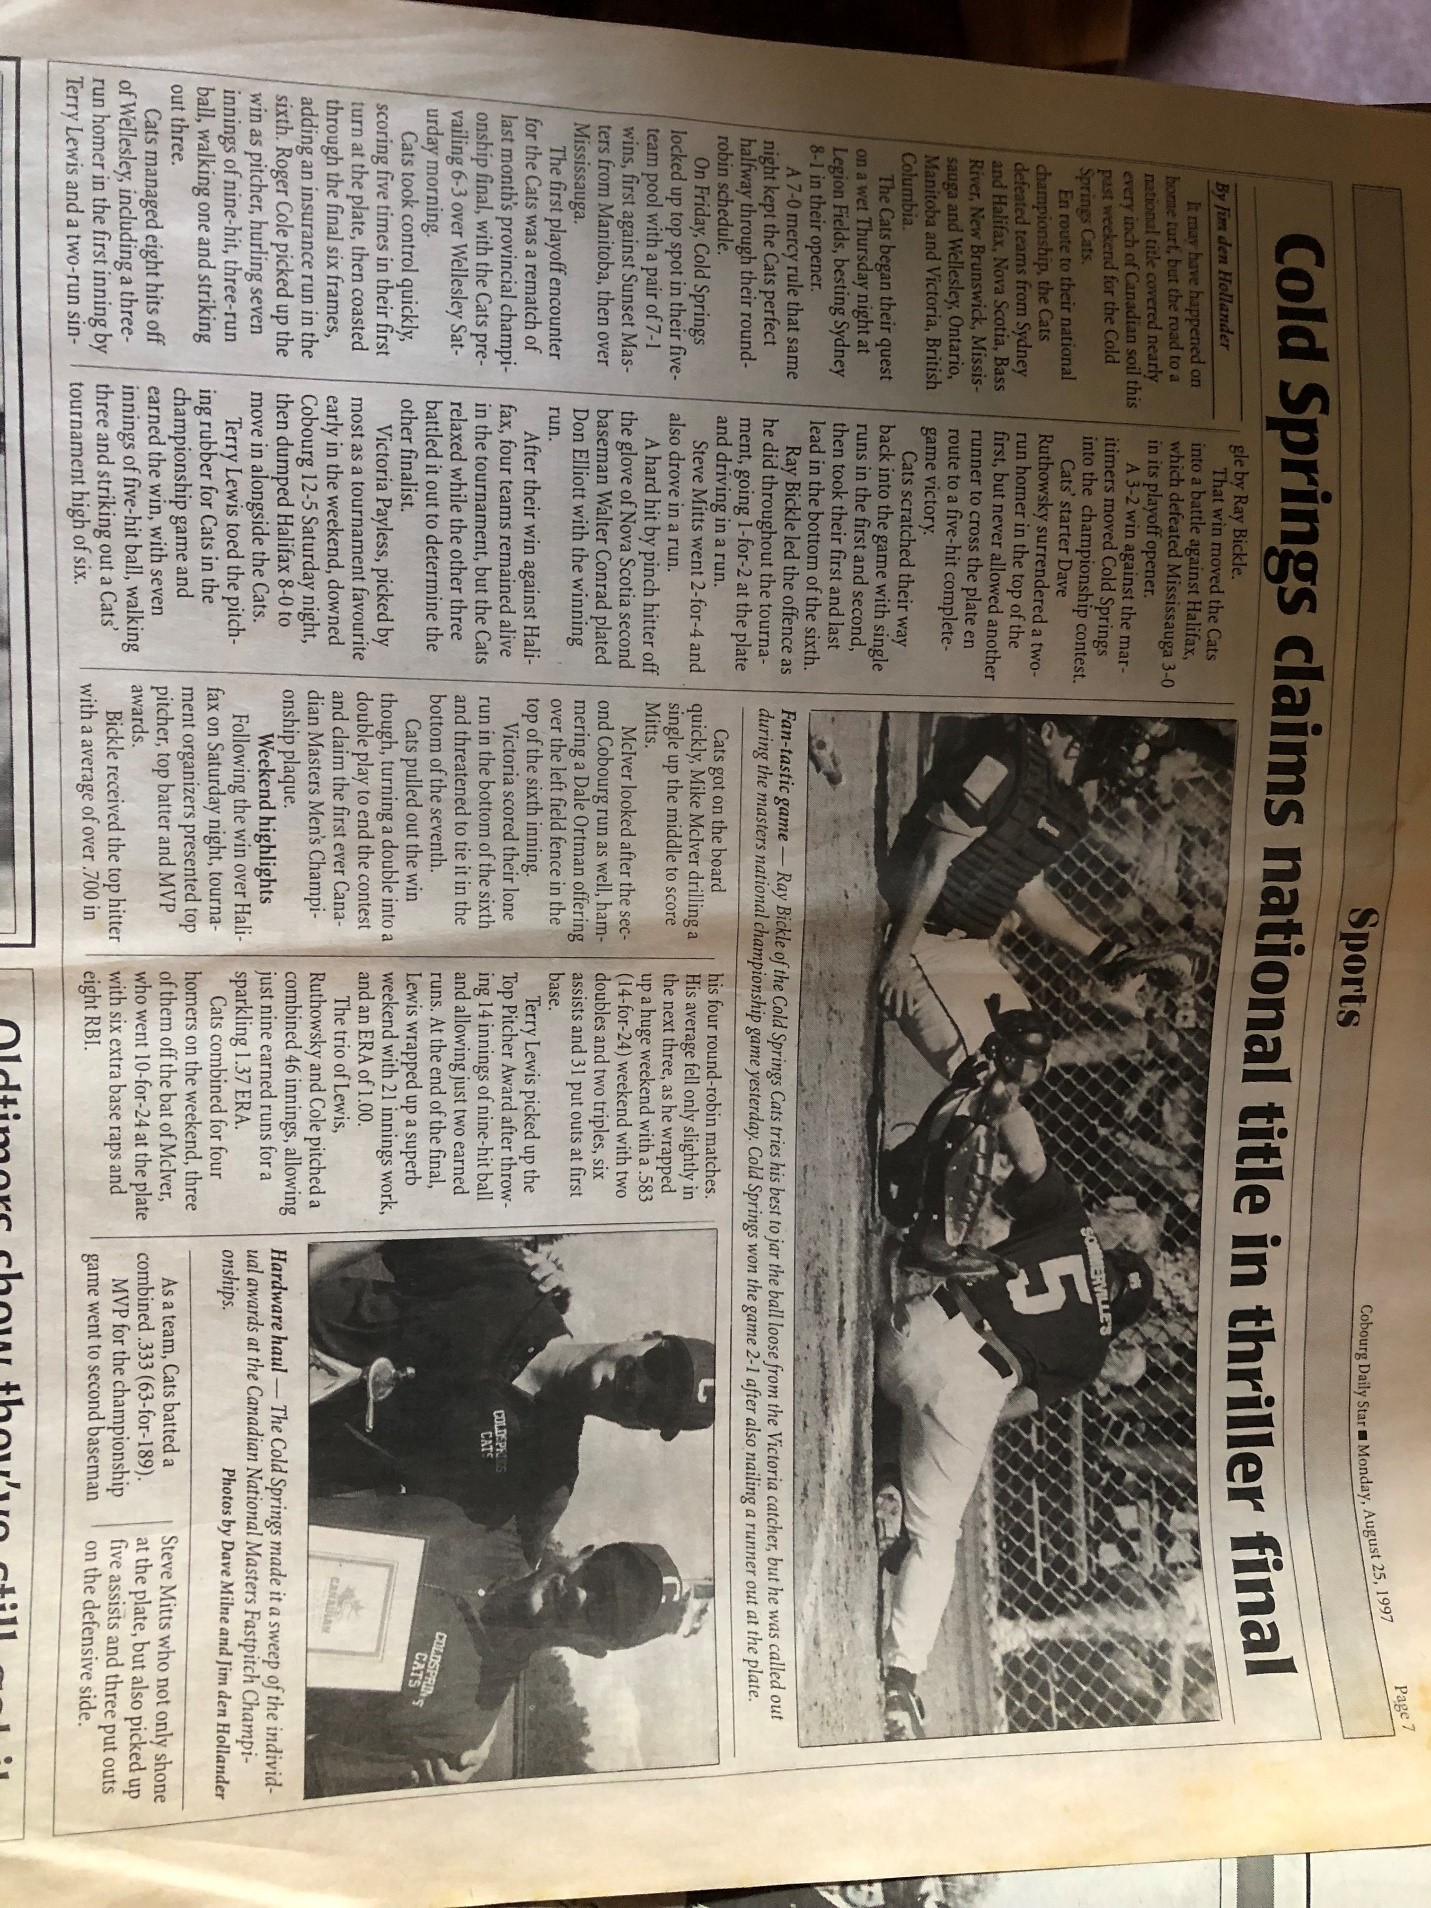 Sports
Cobourg Daily Star ■ Monday, August 25, 1997
Page 7
Cold Springs claims national title in thriller final
By Jim den Hollander
It may have happened on
home turf, but the road to a
national title covered nearly
every inch of Canadian soil this
past weekend for the Cold
Springs Cats.
En route to their national
championship, the Cats
defeated teams from Sydney
and Halifax, Nova Scotia, Bass
River, New Brunswick, Missis-
sauga and Wellesley, Ontario,
Manitoba and Victoria, British
Columbia.
The Cats began their quest
on a wet Thursday night at
Legion Fields, besting Sydney
8-1 in their opener.
A 7-0 mercy rule that same
night kept the Cats perfect
halfway through their round-
robin schedule.
On Friday, Cold Springs
locked up top spot in their five-
team pool with a pair of 7-1
wins, first against Sunset Mas-
ters from Manitoba, then over
Mississauga.
The first playoff encounter
for the Cats was a rematch of
last month's provincial champi-
onship final, with the Cats pre-
vailing 6-3 over Wellesley Sat-
urday morning.
Cats took control quickly,
scoring five times in their first
turn at the plate, then coasted
through the final six frames,
adding an insurance run in the
sixth. Roger Cole picked up the
win as pitcher, hurling seven
innings of nine-hit, three-run
ball, walking one and striking
out three.
Cats managed eight hits off
of Wellesley, including a three-
run homer in the first inning by
Terry Lewis and a two-run sin-
gle by Ray Bickle.
That win moved the Cats
into a battle against Halifax,
which defeated Mississauga 3-0
in its playoff opener.
A 3-2 win against the mar-
itimers moved Cold Springs
into the championship contest.
Cats' starter Dave
Ruthowsky surrendered a two-
run homer in the top of the
first, but never allowed another
runner to cross the plate en
route to a five-hit complete-
game victory.
Cats scratched their way
back into the game with single
runs in the first and second,
then took their first and last
lead in the bottom of the sixth.
Ray Bickle led the offence as
he did throughout the tourna-
ment, going 1-for-2 at the plate
and driving in a run.
Steve Mitts went 2-for-4 and
also drove in a run.
A hard hit by pinch hitter off
the glove of Nova Scotia second
baseman Walter Conrad plated
Don Elliott with the winning
run.
After their win against Hali-
fax, four teams remained alive
in the tournament, but the Cats
relaxed while the other three
battled it out to determine the
other finalist.
Victoria Payless, picked by
most as a tournament favourite
early in the weekend, downed
Cobourg 12-5 Saturday night,
then dumped Halifax 8-0 to
move in alongside the Cats.
Terry Lewis toed the pitch-
ing rubber for Cats in the
championship game and
earned the win, with seven
innings of five-hit ball, walking
three and striking out a Cats'
tournament high of six.
SOMERVILLE'S
5
Fan-tastic game — Ray Bickle of the Cold Springs Cats tries his best to jar the ball loose from the Victoria catcher, but he was called out
during the masters national championship game yesterday. Cold Springs won the game 2-1 after also nailing a runner out at the plate.
Cats got on the board
quickly, Mike McIver drilling a
single up the middle to score
Mitts.
McIver looked after the sec-
ond Cobourg run as well, ham-
mering a Dale Ortman offering
over the left field fence in the
top of the sixth inning.
Victoria scored their lone
run in the bottom of the sixth
and threatened to tie it in the
bottom of the seventh.
Cats pulled out the win
though, turning a double into a
double play to end the contest
and claim the first ever Cana-
dian Masters Men's Champi-
onship plaque.
Weekend highlights
Following the win over Hali-
fax on Saturday night, tourna-
ment organizers presented top
pitcher, top batter and MVP
awards.
Bickle received the top hitter
with a average of over .700 in
his four round-robin matches.
His average fell only slightly in
the next three, as he wrapped
up a huge weekend with a .583
(14-for-24) weekend with two
doubles and two triples, six
assists and 31 put outs at first
base.
Terry Lewis picked up the
Top Pitcher Award after throw-
ing 14 innings of nine-hit ball
and allowing just two earned
runs. At the end of the final,
Lewis wrapped up a superb
weekend with 21 innings work,
and an ERA of 1.00.
The trio of Lewis,
Ruthowsky and Cole pitched a
combined 46 innings, allowing
just nine earned runs for a
sparkling 1.37 ERA.
Cats combined for four
homers on the weekend, three
of them off the bat of McIver,
who went 10-for-24 at the plate
with six extra base raps and
eight RBI.
C
COLDSPRINGS
CATS
COLDSPRING'S
CATS
CANADIAN
Hardware haul — The Cold Springs made it a sweep of the individ-
ual awards at the Canadian National Masters Fastpitch Champi-
onships.
Photos by Dave Milne and Jim den Hollander
As a team, Cats batted a
combined .333 (63-for-189).
MVP for the championship
game went to second baseman
Steve Mitts who not only shone
at the plate, but also picked up
five assists and three put outs
on the defensive side.
Oldtimers show they've still